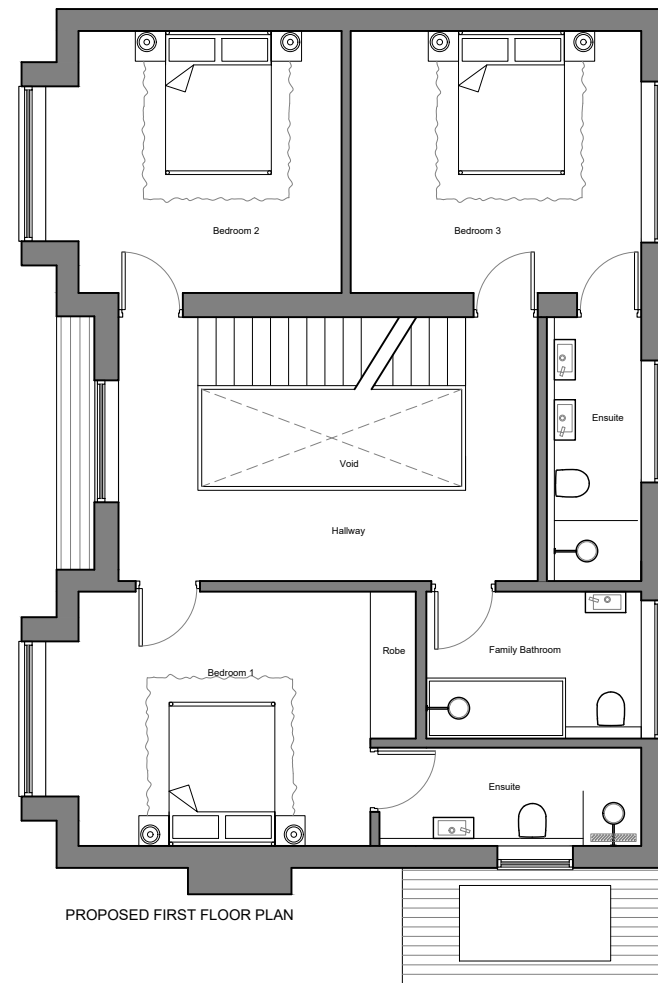 Bedroom 2
Bedroom 3
Ensuite
Void
Hallway
Bedroom 1
Robe
Family Bathroom
Ensuite
PROPOSED FIRST FLOOR PLAN